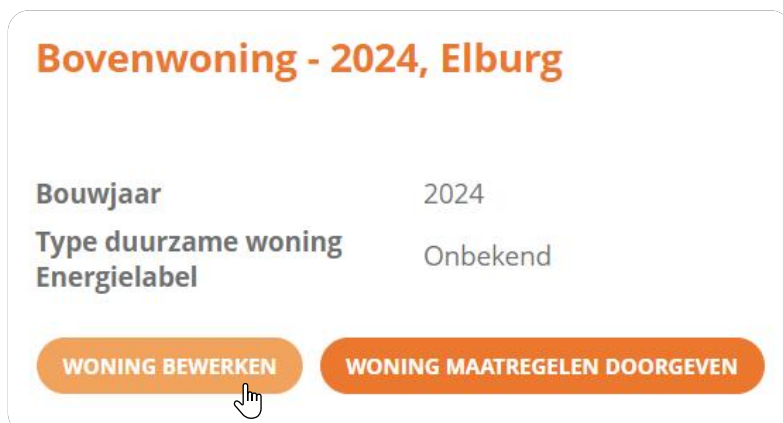 Bovenwoning - 2024, Elburg
Bouwjaar 2024
Type duurzame woning
Energielabel Onbekend
WONING BEWERKEN WONING MAATREGELEN DOORGEVEN